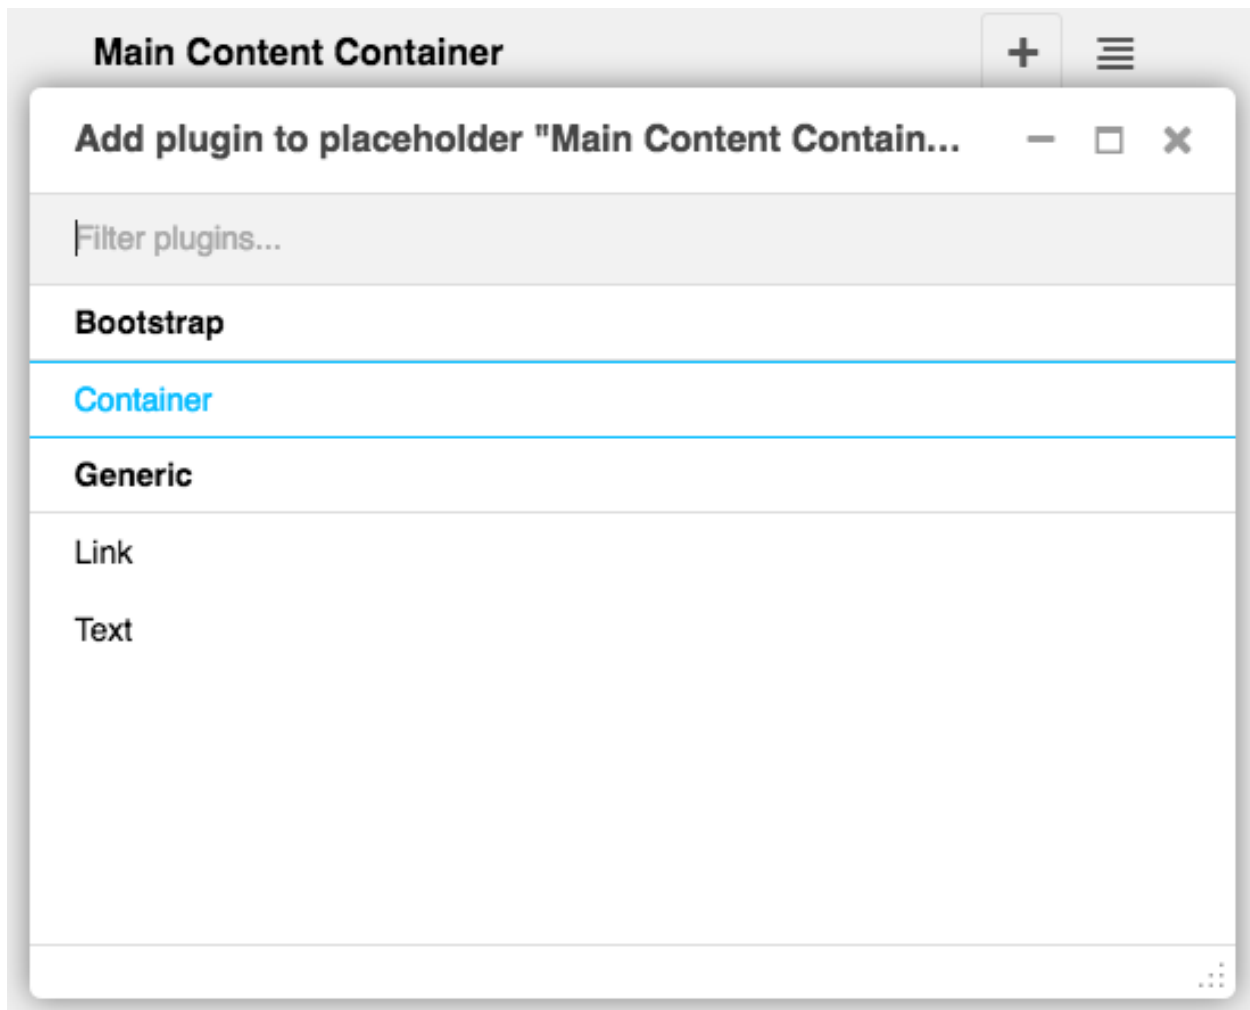 Main Content Container
Add plugin to placeholder "Main Content Contain...
Filter plugins...
Bootstrap
Container
Generic
Link
Text